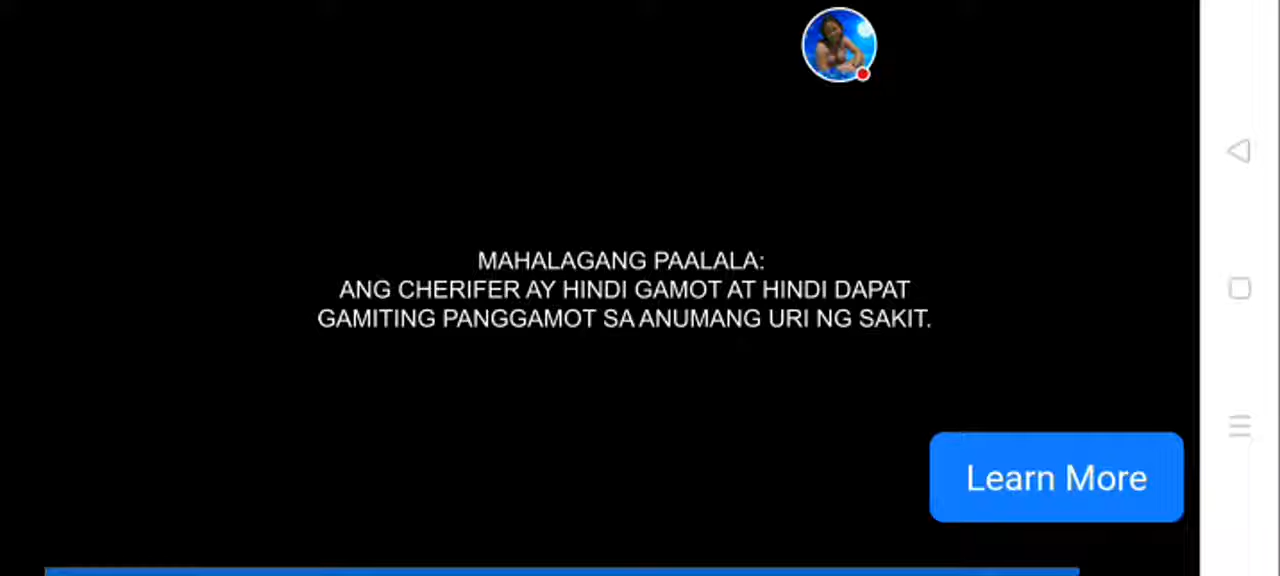 MAHALAGANG PAALALA:
ANG CHERIFER AY HINDI GAMOT AT HINDI DAPAT
GAMITING PANGGAMOT SA ANUMANG URI NG SAKIT.
Learn More